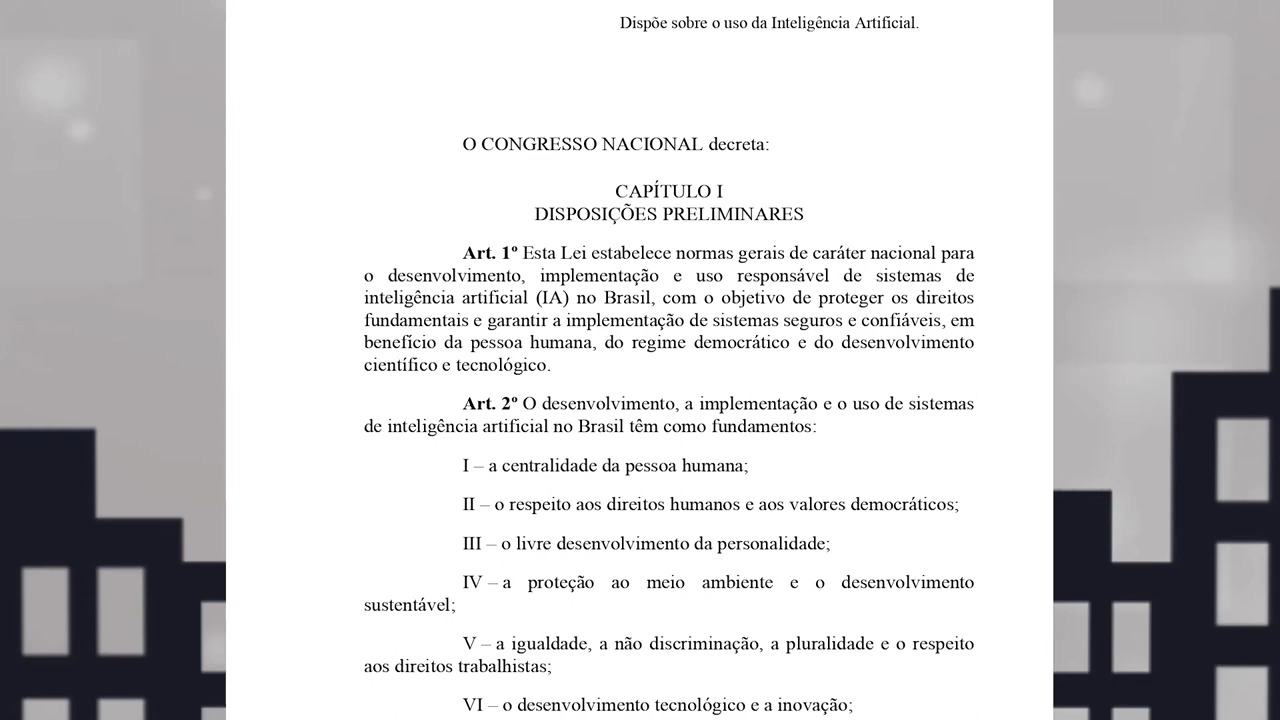 Dispõe sobre o uso da Inteligência Artificial.
O CONGRESSO NACIONAL decreta:
CAPÍTULO I
DISPOSIÇÕES PRELIMINARES
Art. 1º Esta Lei estabelece normas gerais de caráter nacional para
o desenvolvimento, implementação e uso responsável de sistemas de
inteligência artificial (IA) no Brasil, com o objetivo de proteger os direitos
fundamentais e garantir a implementação de sistemas seguros e confiáveis, em
benefício da pessoa humana, do regime democrático e do desenvolvimento
científico e tecnológico.
Art. 2º O desenvolvimento, a implementação e o uso de sistemas
de inteligência artificial no Brasil têm como fundamentos:
I – a centralidade da pessoa humana;
II – o respeito aos direitos humanos e aos valores democráticos;
III – o livre desenvolvimento da personalidade;
IV – a proteção ao meio ambiente e o desenvolvimento
sustentável;
V – a igualdade, a não discriminação, a pluralidade e o respeito
aos direitos trabalhistas;
VI – o desenvolvimento tecnológico e a inovação;